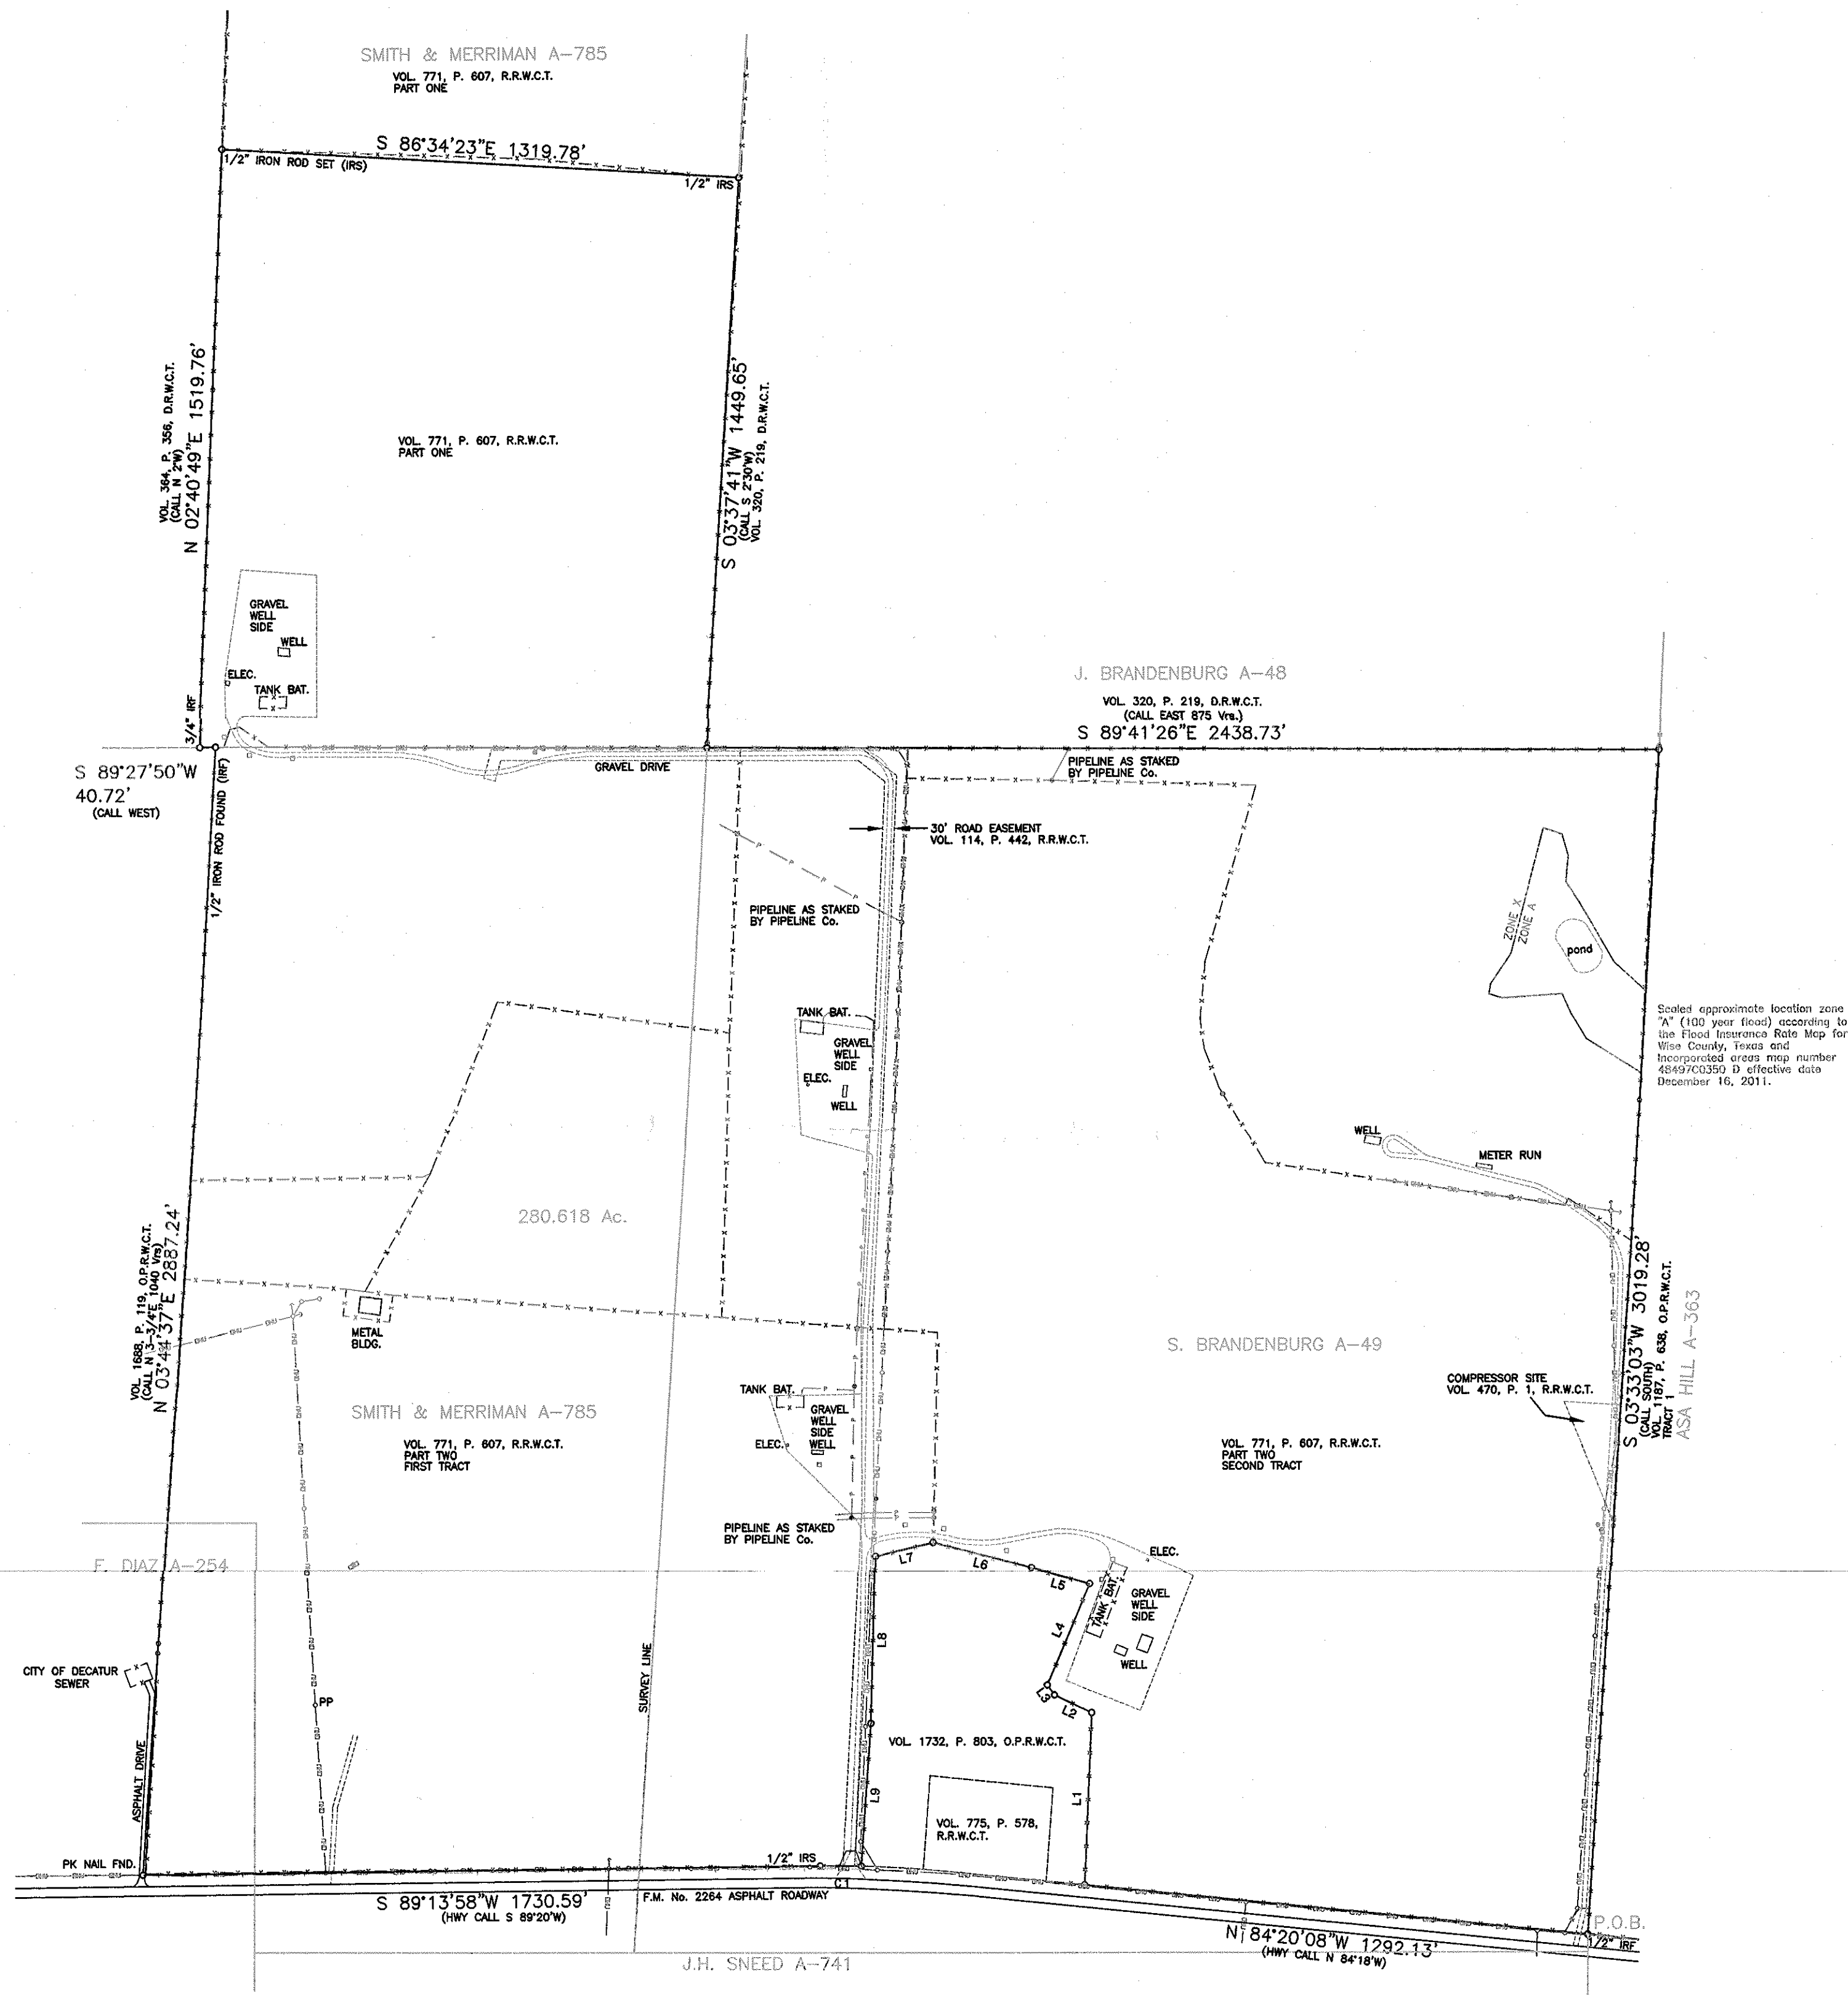 SMITH & MERRIMAN A-785
VOL. 771, P. 607, R.R.W.C.T.
PART ONE
S 86°34'23"E 1319.78'
1/2" IRON ROD SET (IRS)
1/2" IRS
VOL. 364, P. 356, D.R.W.C.T.
(CALL N 2°W)
N 02°40'49"E 1519.76'
VOL. 771, P. 607, R.R.W.C.T.
PART ONE
S 03°37'41"W 1449.65'
(CALL S 2°30'W)
VOL. 320, P. 219, D.R.W.C.T.
GRAVEL
WELL
SIDE
WELL
ELEC.
TANK BAT.
3/4" IRF
J. BRANDENBURG A-48
VOL. 320, P. 219, D.R.W.C.T.
(CALL EAST 875 Vrs.)
S 89°41'26"E 2438.73'
S 89°27'50"W
40.72'
(CALL WEST)
1/2" IRON ROD FOUND (IRF)
GRAVEL DRIVE
PIPELINE AS STAKED
BY PIPELINE Co.
30' ROAD EASEMENT
VOL. 114, P. 442, R.R.W.C.T.
PIPELINE AS STAKED
BY PIPELINE Co.
ZONE X
ZONE A
pond
Scaled approximate location zone
"A" (100 year flood) according to
the Flood Insurance Rate Map for
Wise County, Texas and
Incorporated areas map number
48497C0350 D effective date
December 16, 2011.
TANK BAT.
GRAVEL
WELL
SIDE
ELEC.
WELL
WELL
METER RUN
280.618 Ac.
VOL. 1688, P. 119, O.P.R.W.C.T.
(CALL N 3-3/4°E 1040 Vrs)
N 03°44'37"E 2887.24'
METAL
BLDG.
S. BRANDENBURG A-49
S 03°33'03"W 3019.28'
(CALL SOUTH)
VOL. 1187, P. 638, O.P.R.W.C.T.
TRACT 1
ASA HILL A-363
COMPRESSOR SITE
VOL. 470, P. 1, R.R.W.C.T.
TANK BAT.
GRAVEL
WELL
SIDE
WELL
ELEC.
SMITH & MERRIMAN A-785
VOL. 771, P. 607, R.R.W.C.T.
PART TWO
FIRST TRACT
VOL. 771, P. 607, R.R.W.C.T.
PART TWO
SECOND TRACT
PIPELINE AS STAKED
BY PIPELINE Co.
F. DIAZ A-254
L7
L6
L5
ELEC.
TANK BAT.
GRAVEL
WELL
SIDE
WELL
L4
L3
L2
L8
SURVEY LINE
CITY OF DECATUR
SEWER
PP
VOL. 1732, P. 803, O.P.R.W.C.T.
ASPHALT DRIVE
L9
L1
VOL. 775, P. 578,
R.R.W.C.T.
PK NAIL FND.
1/2" IRS
C1
S 89°13'58"W 1730.59'
(HWY CALL S 89°20'W)
F.M. No. 2264 ASPHALT ROADWAY
P.O.B.
1/2" IRF
N 84°20'08"W 1292.13'
(HWY CALL N 84°18'W)
J.H. SNEED A-741